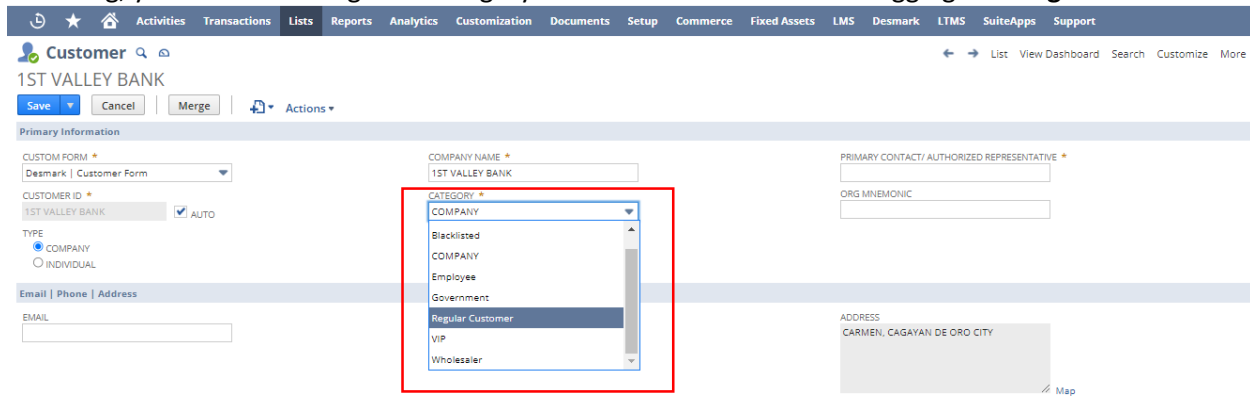 Activities Transactions Lists Reports Analytics Customization Documents Setup Commerce Fixed Assets LMS Desmark LTMS SuiteApps Support
Customer List View Dashboard Search Customize More
1ST VALLEY BANK
Save Cancel Merge Actions
Primary Information
CUSTOM FORM * COMPANY NAME * PRIMARY CONTACT/ AUTHORIZED REPRESENTATIVE *
Desmark | Customer Form 1ST VALLEY BANK
CUSTOMER ID * CATEGORY * ORG MNEMONIC
1ST VALLEY BANK AUTO COMPANY
TYPE Blacklisted
COMPANY COMPANY
INDIVIDUAL Employee
Email | Phone | Address Government
EMAIL Regular Customer ADDRESS
VIP CARMEN, CAGAYAN DE ORO CITY
Wholesaler
Map